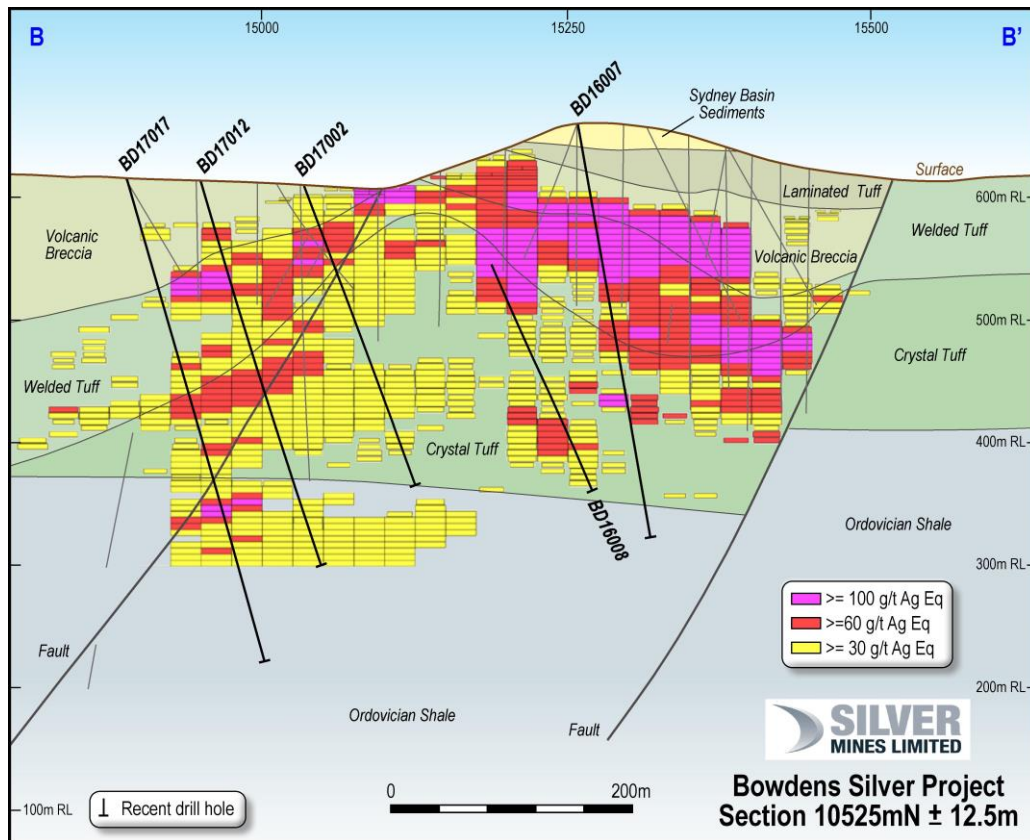 B
15000
15250
15500
B'
BD16007
Sydney Basin
Sediments
BD17017
BD17012
BD17002
Surface
600m RL
Laminated Tuff
Welded Tuff
Volcanic
Breccia
Volcanic Breccia
500m RL
Crystal Tuff
Welded Tuff
Crystal Tuff
400m RL
BD16008
Ordovician Shale
300m RL
>= 100 g/t Ag Eq
>=60 g/t Ag Eq
>= 30 g/t Ag Eq
Fault
200m RL
Ordovician Shale
Fault
SILVER
MINES LIMITED
0
200m
Bowdens Silver Project
Section 10525mN ± 12.5m
100m RL
Recent drill hole